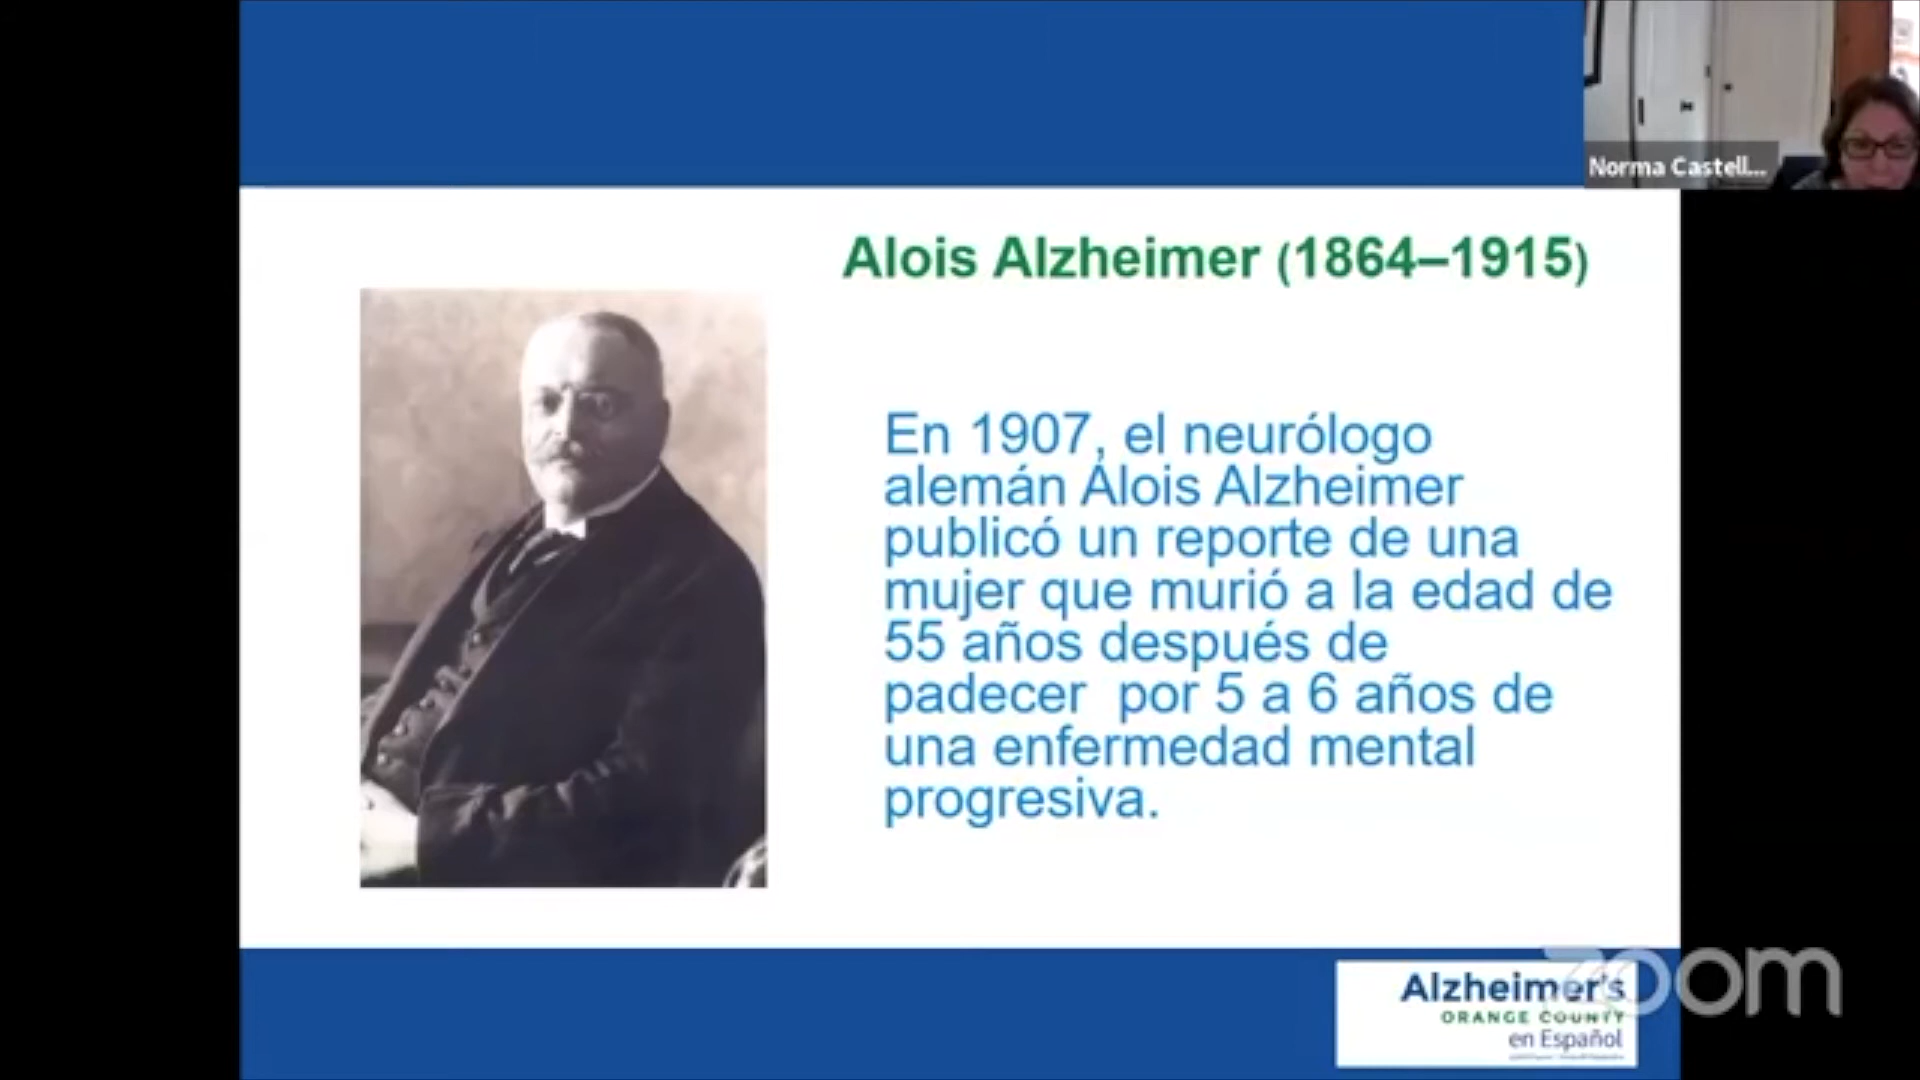 Norma Castell...
Alois Alzheimer (1864–1915)
En 1907, el neurólogo
alemán Alois Alzheimer
publicó un reporte de una
mujer que murió a la edad de
55 años después de
padecer por 5 a 6 años de
una enfermedad mental
progresiva.
Alzheimer's
ORANGE COUNTY
en Español
zoom